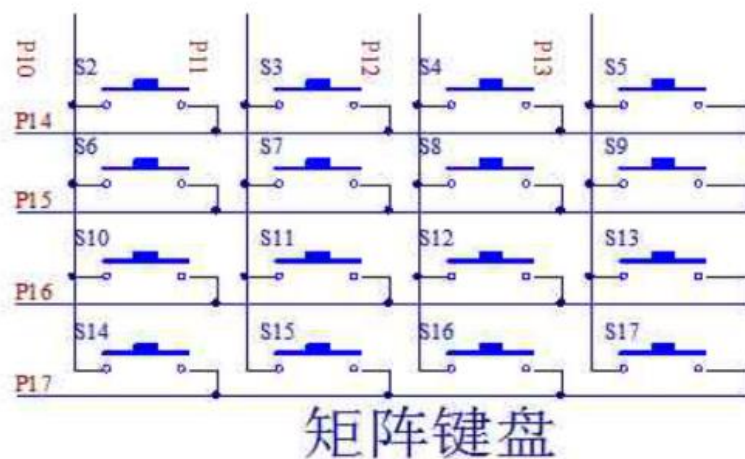 P10 S2 P11 S3 P12 S4 P13 S5
P14
S6 S7 S8 S9
P15
S10 S11 S12 S13
P16
S14 S15 S16 S17
P17
矩阵键盘